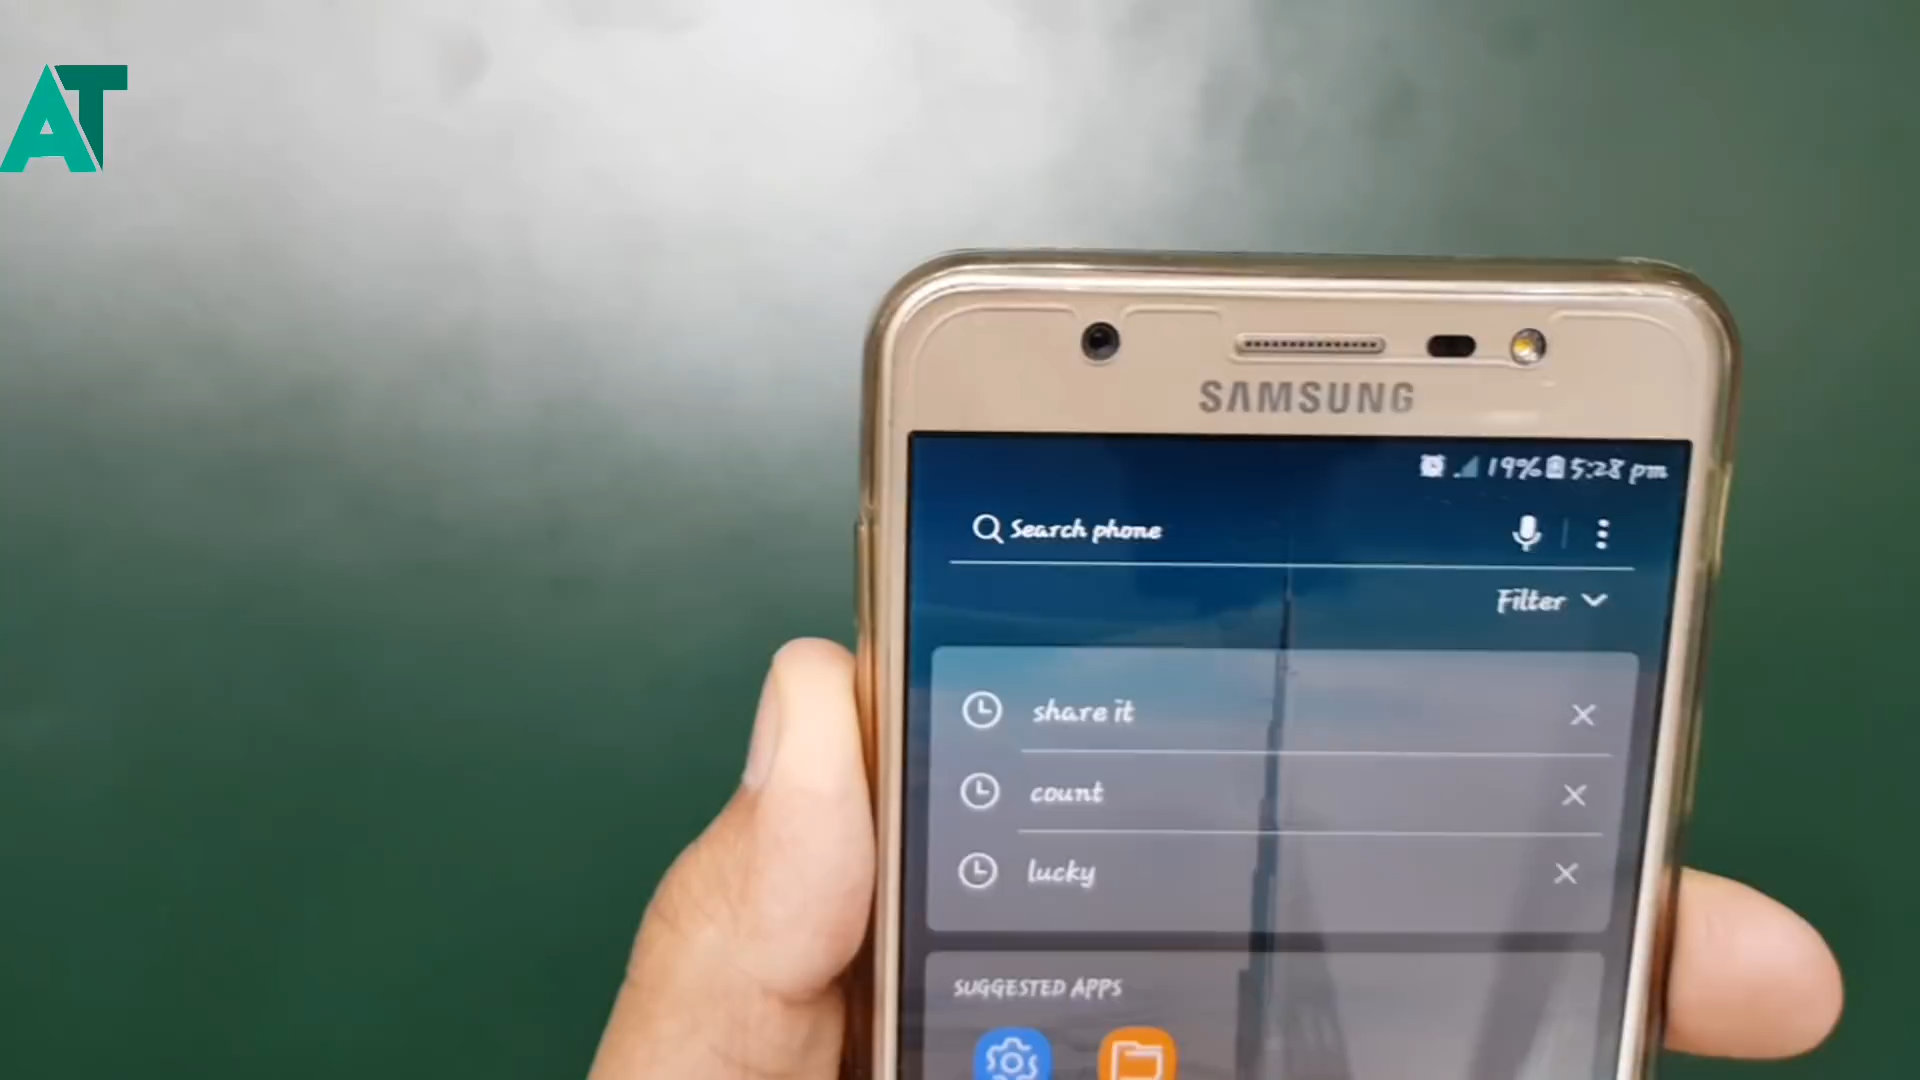 AT
SAMSUNG
19% 5:28 pm
Search phone
Filter
share it
count
lucky
SUGGESTED APPS